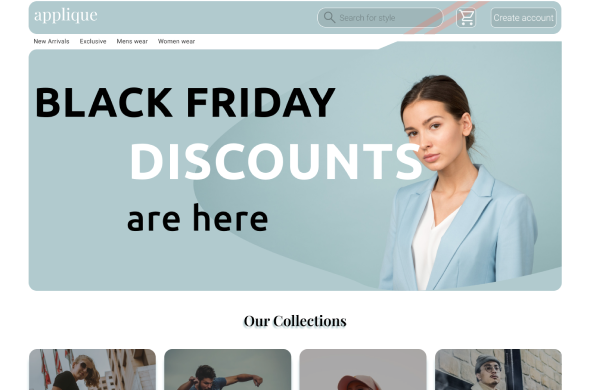 applique
Search for style
Create account
New Arrivals
Exclusive
Mens wear
Women wear
BLACK FRIDAY
DISCOUNTS
are here
Our Collections